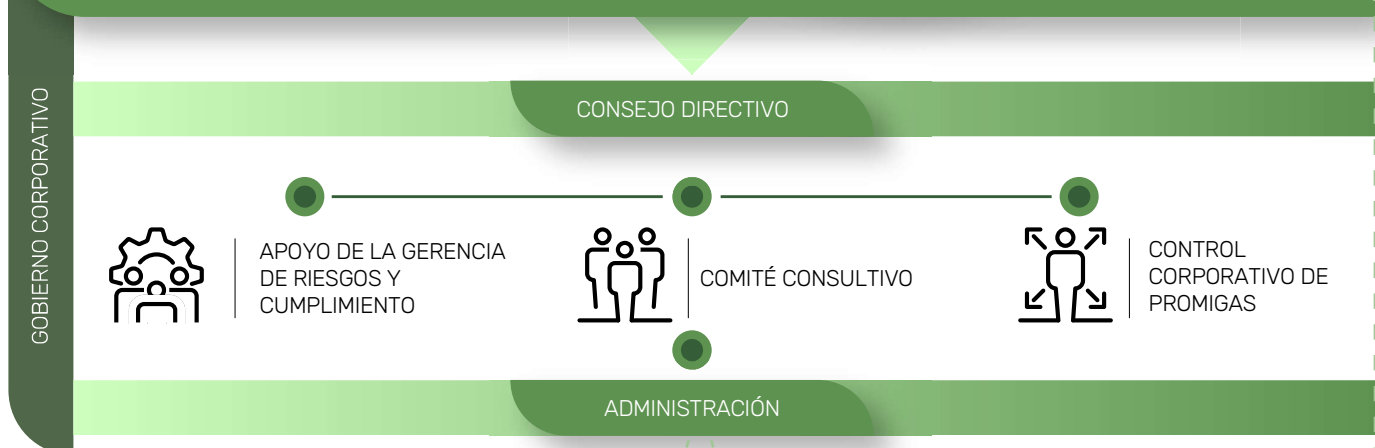 GOBIERNO CORPORATIVO
CONSEJO DIRECTIVO
APOYO DE LA GERENCIA
DE RIESGOS Y
CUMPLIMIENTO
COMITÉ CONSULTIVO
CONTROL
CORPORATIVO DE
PROMIGAS
ADMINISTRACIÓN